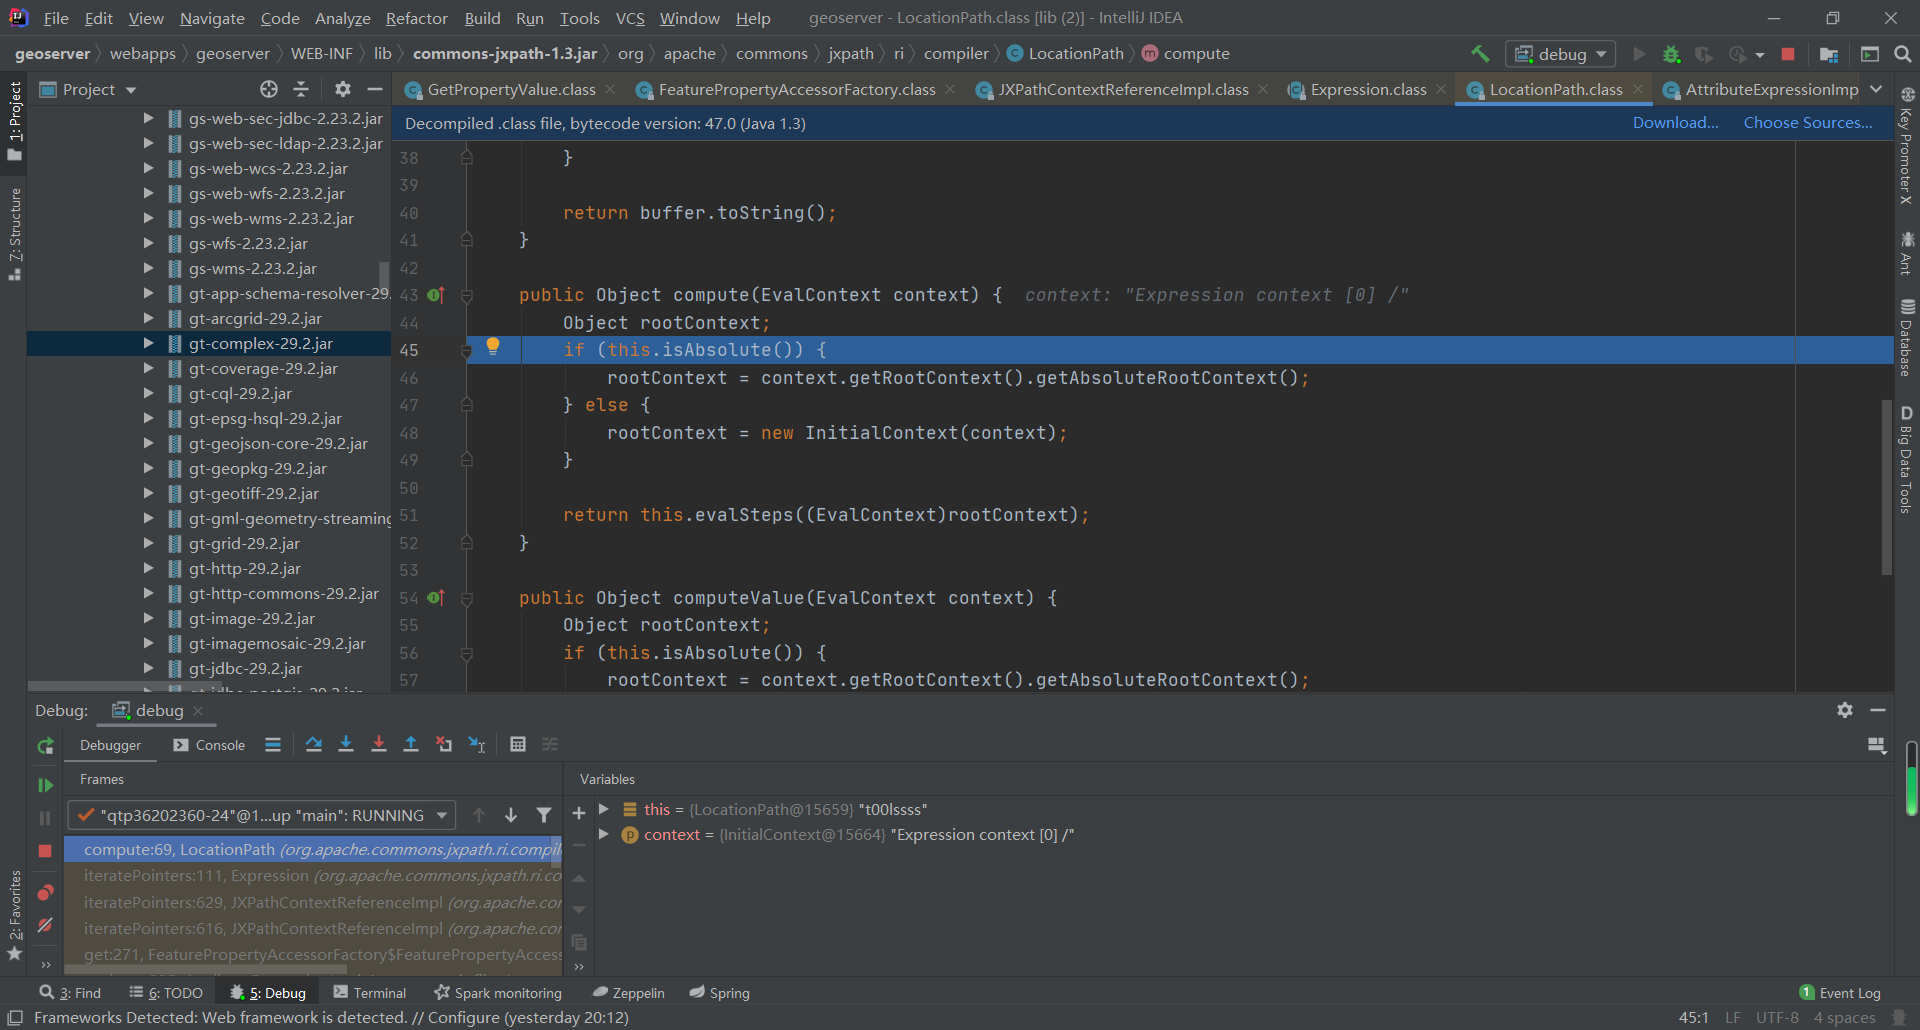 File Edit View Navigate Code Analyze Refactor Build Run Tools VCS Window Help geoserver - LocationPath.class [lib (2)] - IntelliJ IDEA
geoserver webapps geoserver WEB-INF lib commons-jxpath-1.3.jar org apache commons jxpath ri compiler LocationPath compute debug
1: Project
7: Structure
2: Favorites
Project
gs-web-sec-jdbc-2.23.2.jar
gs-web-sec-ldap-2.23.2.jar
gs-web-wcs-2.23.2.jar
gs-web-wfs-2.23.2.jar
gs-web-wms-2.23.2.jar
gs-wfs-2.23.2.jar
gs-wms-2.23.2.jar
gt-app-schema-resolver-29.
gt-arcgrid-29.2.jar
gt-complex-29.2.jar
gt-coverage-29.2.jar
gt-cql-29.2.jar
gt-epsg-hsql-29.2.jar
gt-geojson-core-29.2.jar
gt-geopkg-29.2.jar
gt-geotiff-29.2.jar
gt-gml-geometry-streaming
gt-grid-29.2.jar
gt-http-29.2.jar
gt-http-commons-29.2.jar
gt-image-29.2.jar
gt-imagemosaic-29.2.jar
gt-jdbc-29.2.jar
GetPropertyValue.class FeaturePropertyAccessorFactory.class JXPathContextReferenceImpl.class Expression.class LocationPath.class AttributeExpressionImp
Decompiled .class file, bytecode version: 47.0 (Java 1.3) Download... Choose Sources...
38 }
39
40 return buffer.toString();
41 }
42
43 public Object compute(EvalContext context) { context: "Expression context [0] /"
44 Object rootContext;
45 if (this.isAbsolute()) {
46 rootContext = context.getRootContext().getAbsoluteRootContext();
47 } else {
48 rootContext = new InitialContext(context);
49 }
50
51 return this.evalSteps((EvalContext)rootContext);
52 }
53
54 public Object computeValue(EvalContext context) {
55 Object rootContext;
56 if (this.isAbsolute()) {
57 rootContext = context.getRootContext().getAbsoluteRootContext();
Key Promoter X
Ant
Database
D Big Data Tools
Debug: debug
Debugger Console
Frames
"qtp36202360-24"@1...up "main": RUNNING
compute:69, LocationPath (org.apache.commons.jxpath.ri.compil
iteratePointers:111, Expression (org.apache.commons.jxpath.ri.co
iteratePointers:629, JXPathContextReferenceImpl (org.apache.cor
iteratePointers:616, JXPathContextReferenceImpl (org.apache.cor
get:271, FeaturePropertyAccessorFactory$FeaturePropertyAccess
Variables
this = {LocationPath@15659} "t00lssss"
context = {InitialContext@15664} "Expression context [0] /"
3: Find 6: TODO 5: Debug Terminal Spark monitoring Zeppelin Spring 1 Event Log
Frameworks Detected: Web framework is detected. // Configure (yesterday 20:12) 45:1 LF UTF-8 4 spaces